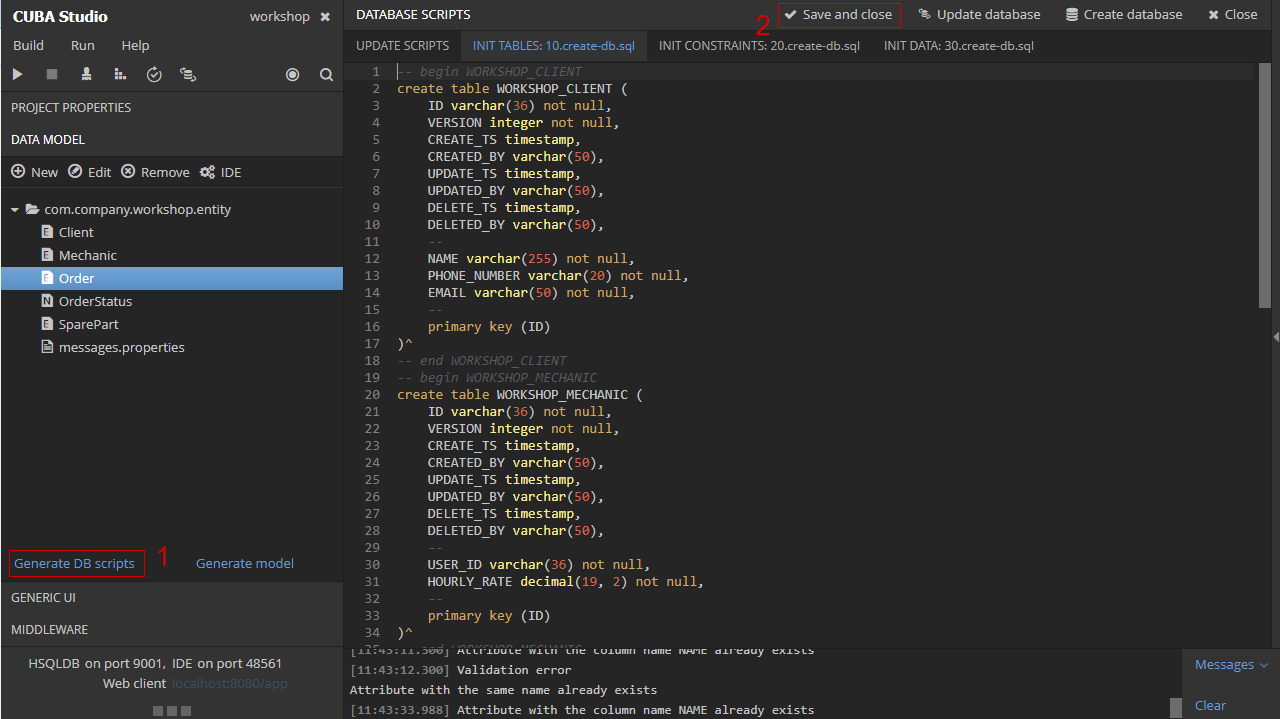 CUBA Studio
workshop ✖
Build Run Help
PROJECT PROPERTIES
DATA MODEL
New Edit Remove IDE
com.company.workshop.entity
E Client
E Mechanic
E Order
N OrderStatus
E SparePart
messages.properties
Generate DB scripts 1 Generate model
GENERIC UI
MIDDLEWARE
HSQLDB on port 9001, IDE on port 48561
Web client localhost:8080/app
DATABASE SCRIPTS 2 ✔ Save and close Update database Create database ✖ Close
UPDATE SCRIPTS INIT TABLES: 10.create-db.sql INIT CONSTRAINTS: 20.create-db.sql INIT DATA: 30.create-db.sql
1 -- begin WORKSHOP_CLIENT
2 create table WORKSHOP_CLIENT (
3 ID varchar(36) not null,
4 VERSION integer not null,
5 CREATE_TS timestamp,
6 CREATED_BY varchar(50),
7 UPDATE_TS timestamp,
8 UPDATED_BY varchar(50),
9 DELETE_TS timestamp,
10 DELETED_BY varchar(50),
11 --
12 NAME varchar(255) not null,
13 PHONE_NUMBER varchar(20) not null,
14 EMAIL varchar(50) not null,
15 --
16 primary key (ID)
17 )^
18 -- end WORKSHOP_CLIENT
19 -- begin WORKSHOP_MECHANIC
20 create table WORKSHOP_MECHANIC (
21 ID varchar(36) not null,
22 VERSION integer not null,
23 CREATE_TS timestamp,
24 CREATED_BY varchar(50),
25 UPDATE_TS timestamp,
26 UPDATED_BY varchar(50),
27 DELETE_TS timestamp,
28 DELETED_BY varchar(50),
29 --
30 USER_ID varchar(36) not null,
31 HOURLY_RATE decimal(19, 2) not null,
32 --
33 primary key (ID)
34 )^
35 -- end WORKSHOP_MECHANIC
[11:43:11.300] Attribute with the column name NAME already exists
[11:43:12.300] Validation error
Attribute with the same name already exists
[11:43:33.988] Attribute with the column name NAME already exists
Messages
Clear